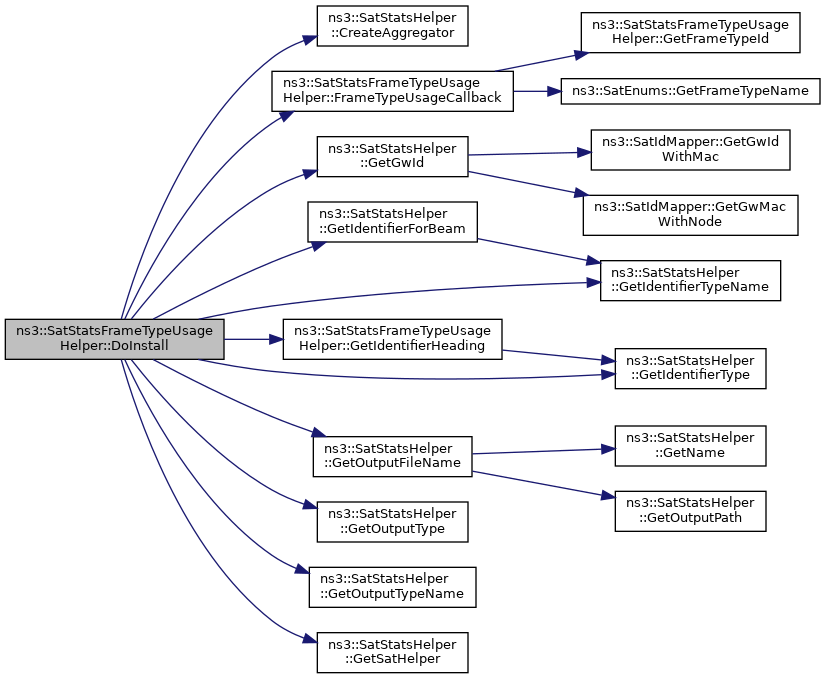 ns3::SatStatsFrameTypeUsage
Helper::DoInstall
ns3::SatStatsHelper
::CreateAggregator
ns3::SatStatsFrameTypeUsage
Helper::FrameTypeUsageCallback
ns3::SatStatsFrameTypeUsage
Helper::GetFrameTypeId
ns3::SatEnums::GetFrameTypeName
ns3::SatStatsHelper
::GetGwId
ns3::SatIdMapper::GetGwId
WithMac
ns3::SatIdMapper::GetGwMac
WithNode
ns3::SatStatsHelper
::GetIdentifierForBeam
ns3::SatStatsHelper
::GetIdentifierTypeName
ns3::SatStatsFrameTypeUsage
Helper::GetIdentifierHeading
ns3::SatStatsHelper
::GetIdentifierType
ns3::SatStatsHelper
::GetOutputFileName
ns3::SatStatsHelper
::GetName
ns3::SatStatsHelper
::GetOutputPath
ns3::SatStatsHelper
::GetOutputType
ns3::SatStatsHelper
::GetOutputTypeName
ns3::SatStatsHelper
::GetSatHelper